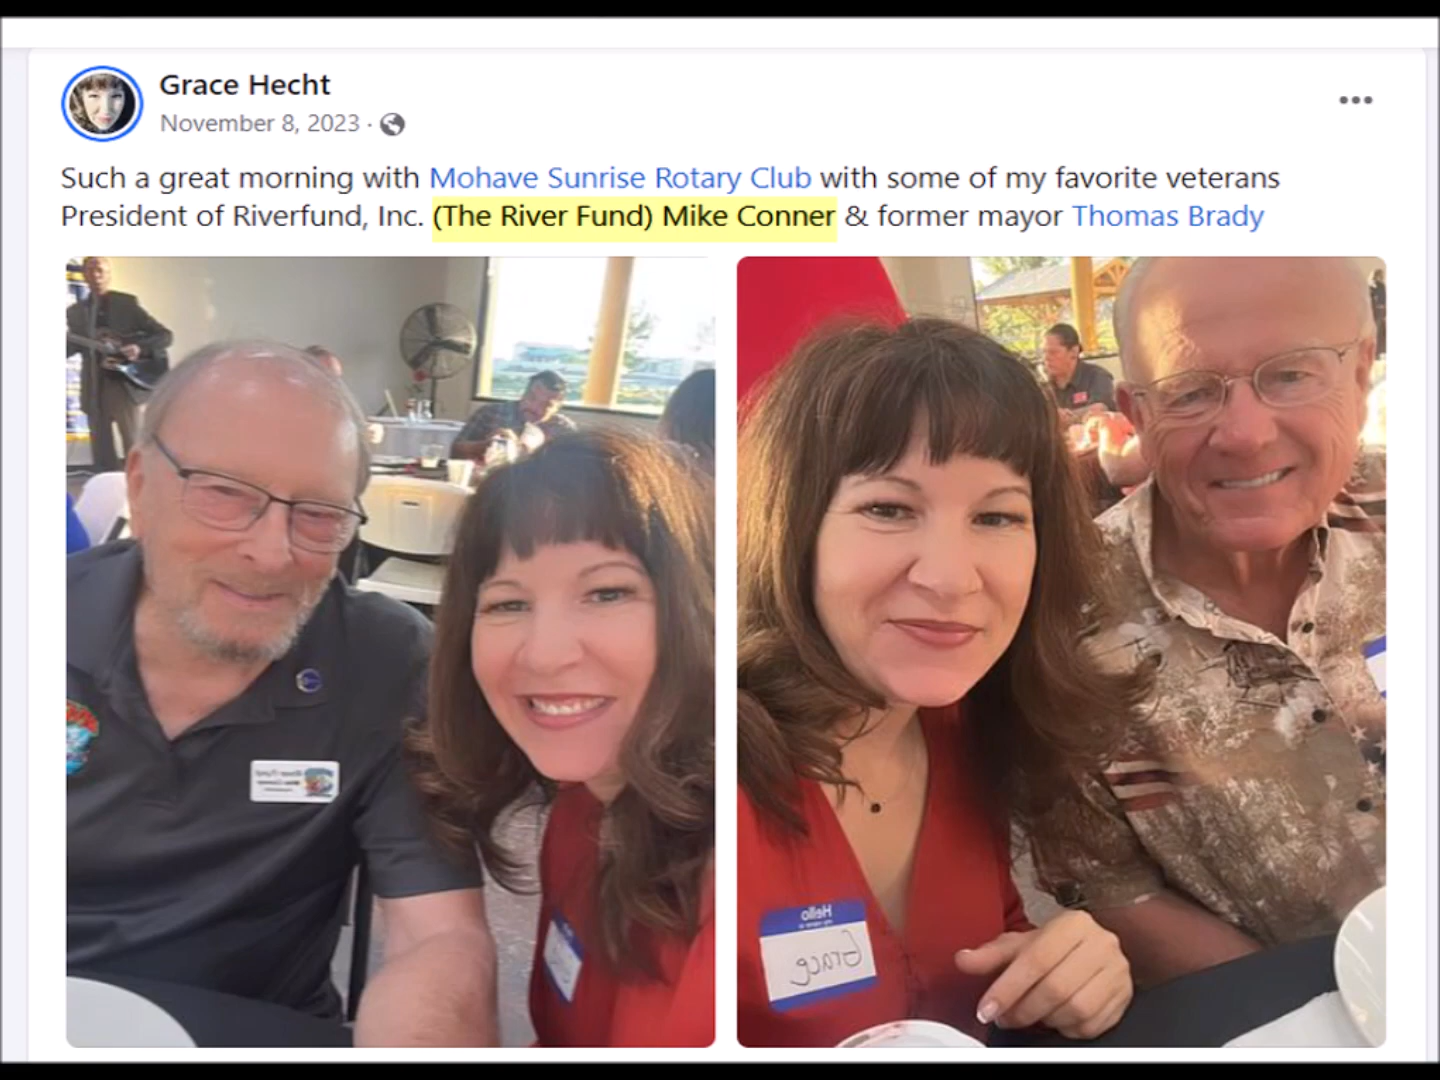 Grace Hecht
November 8, 2023 ·
Such a great morning with Mohave Sunrise Rotary Club with some of my favorite veterans
President of Riverfund, Inc. (The River Fund) Mike Conner & former mayor Thomas Brady
Hello
Grace